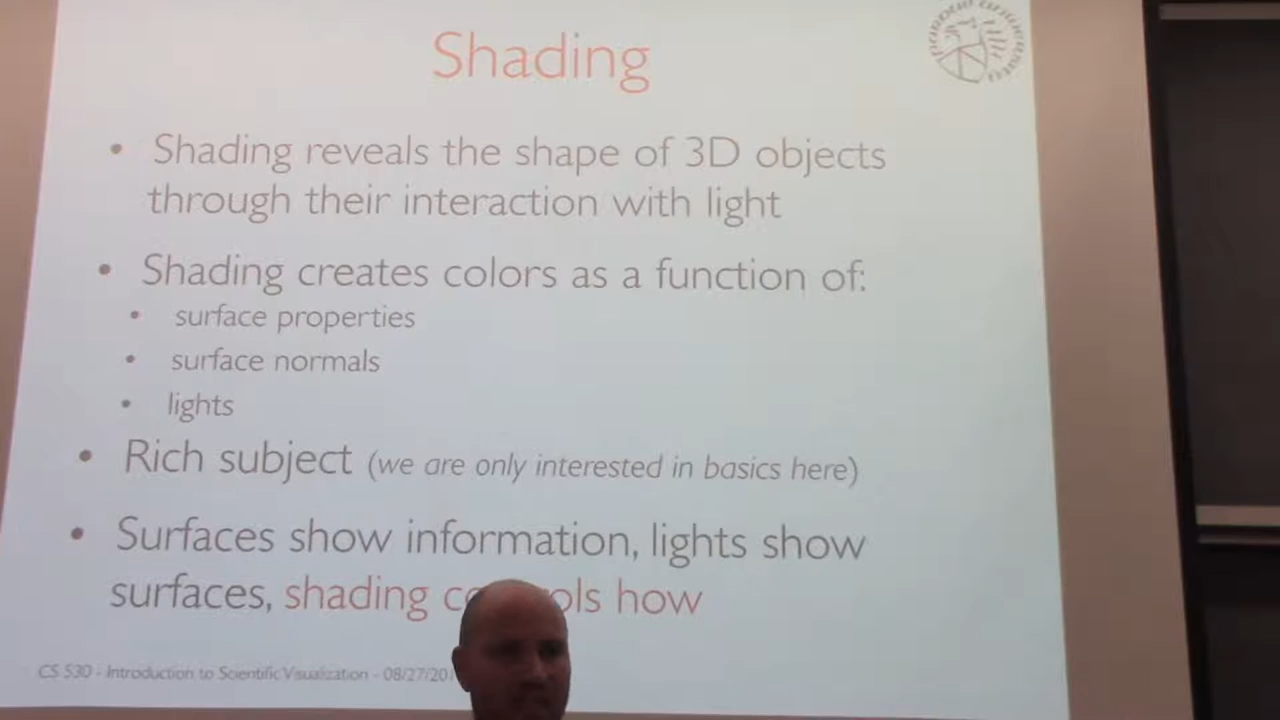 Shading
• Shading reveals the shape of 3D objects
through their interaction with light
• Shading creates colors as a function of:
• surface properties
• surface normals
• lights
• Rich subject (we are only interested in basics here)
• Surfaces show information, lights show
surfaces, shading how
CS 530 - Introduction to Scientific Visualization - 08/27/20